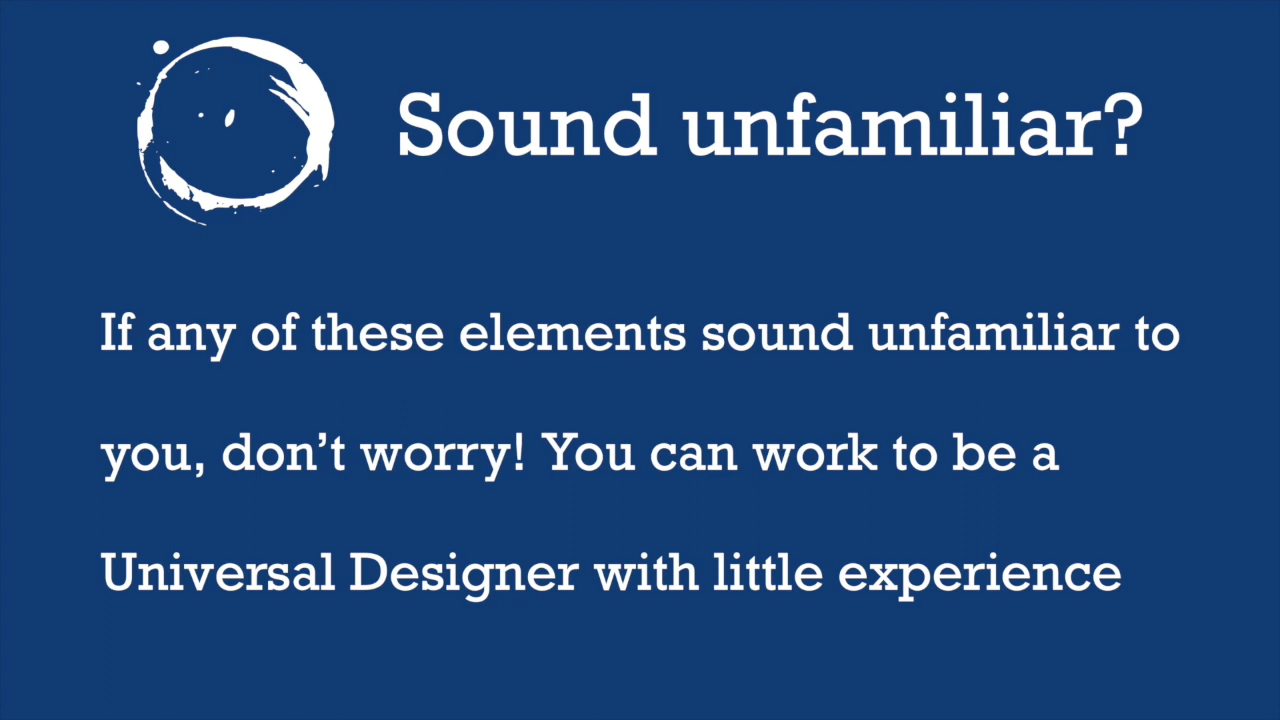 Sound unfamiliar?
If any of these elements sound unfamiliar to
you, don’t worry! You can work to be a
Universal Designer with little experience